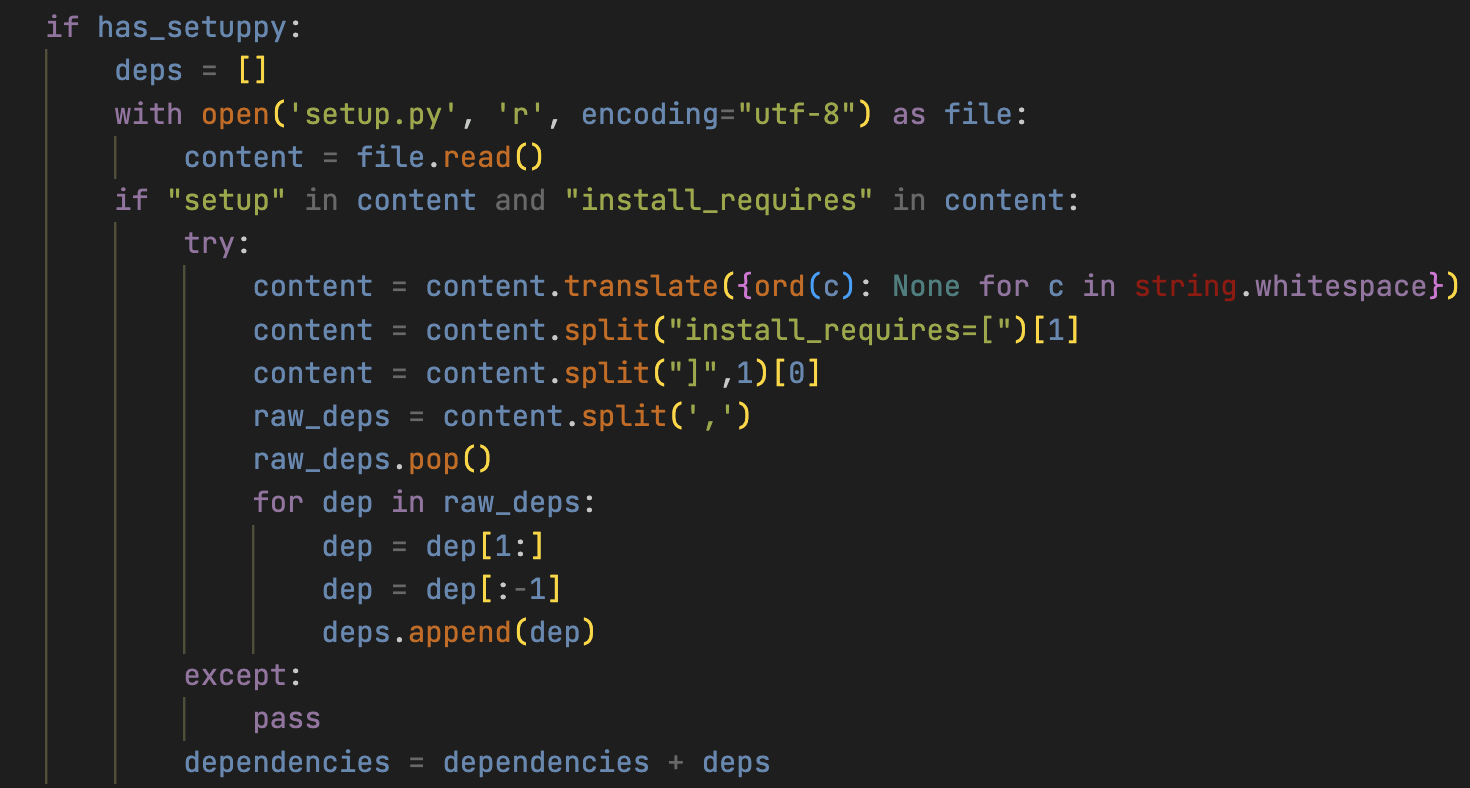 if has_setuppy:
    deps = []
    with open('setup.py', 'r', encoding="utf-8") as file:
        content = file.read()
    if "setup" in content and "install_requires" in content:
        try:
            content = content.translate({ord(c): None for c in string.whitespace})
            content = content.split("install_requires=[")[1]
            content = content.split("]",1)[0]
            raw_deps = content.split(',')
            raw_deps.pop()
            for dep in raw_deps:
                dep = dep[1:]
                dep = dep[:-1]
                deps.append(dep)
        except:
            pass
        dependencies = dependencies + deps